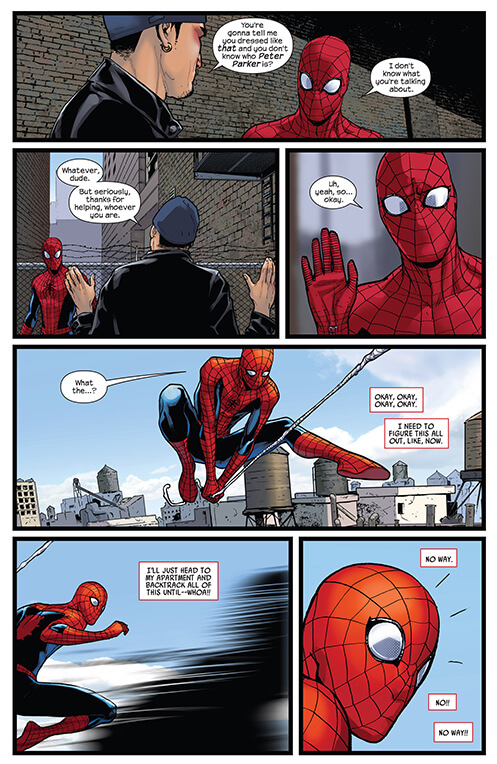 You're
gonna tell me
you dressed like
that and you don't
know who Peter
Parker is?
I don't
know what
you're talking
about.
Whatever,
dude.
But seriously,
thanks for
helping, whoever
you are.
Uh,
yeah, so...
okay.
What
the...?
OKAY, OKAY,
OKAY, OKAY.
I NEED TO
FIGURE THIS ALL
OUT, LIKE, NOW.
I'LL JUST HEAD TO
MY APARTMENT AND
BACKTRACK ALL OF
THIS UNTIL--WHOA!!
NO WAY.
NO!!
NO WAY!!